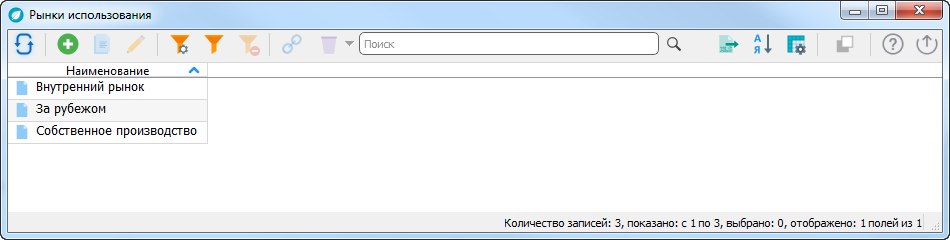 Рынки использования
Поиск
А
Я
Наименование
Внутренний рынок
За рубежом
Собственное производство
Количество записей: 3, показано: с 1 по 3, выбрано: 0, отображено: 1 полей из 1